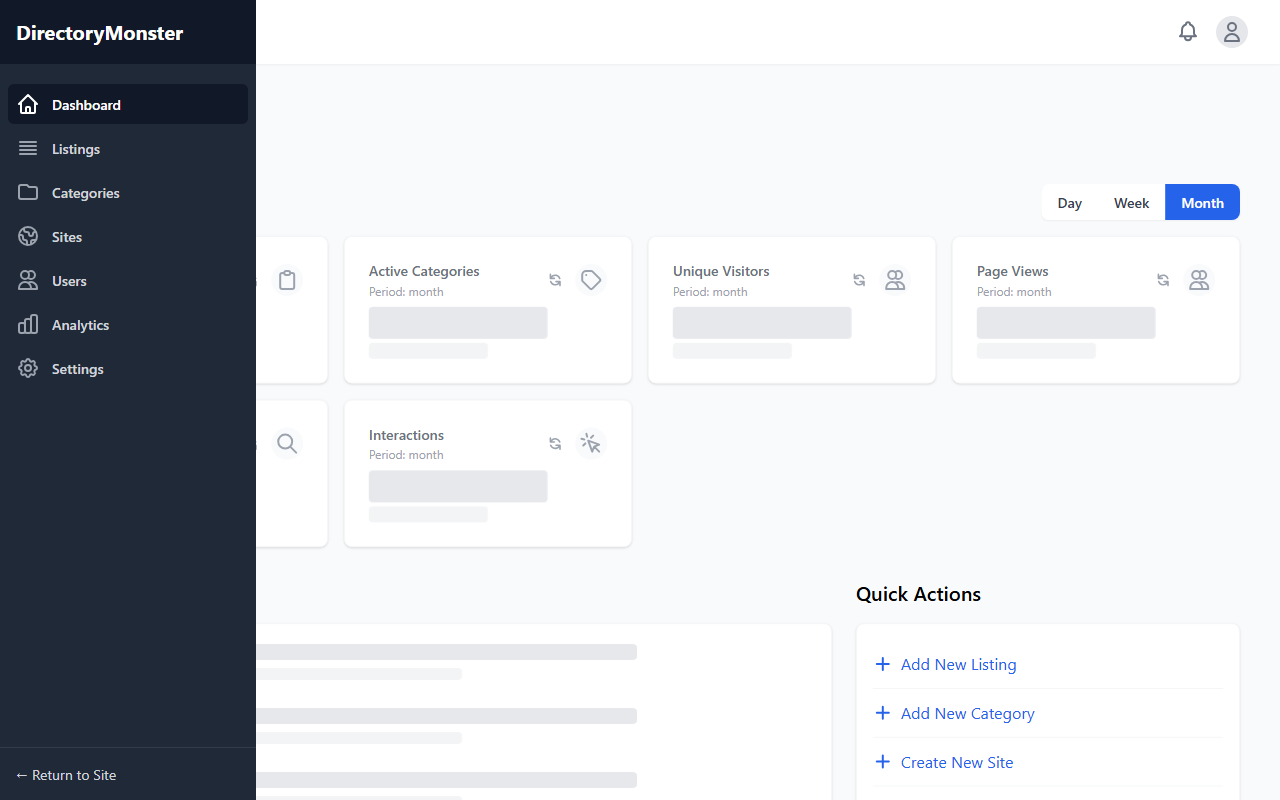 DirectoryMonster
Dashboard
Listings
Categories
Sites
Users
Analytics
Settings
← Return to Site
Day Week Month
Active Categories
Period: month
Unique Visitors
Period: month
Page Views
Period: month
Interactions
Period: month
Quick Actions
+ Add New Listing
+ Add New Category
+ Create New Site